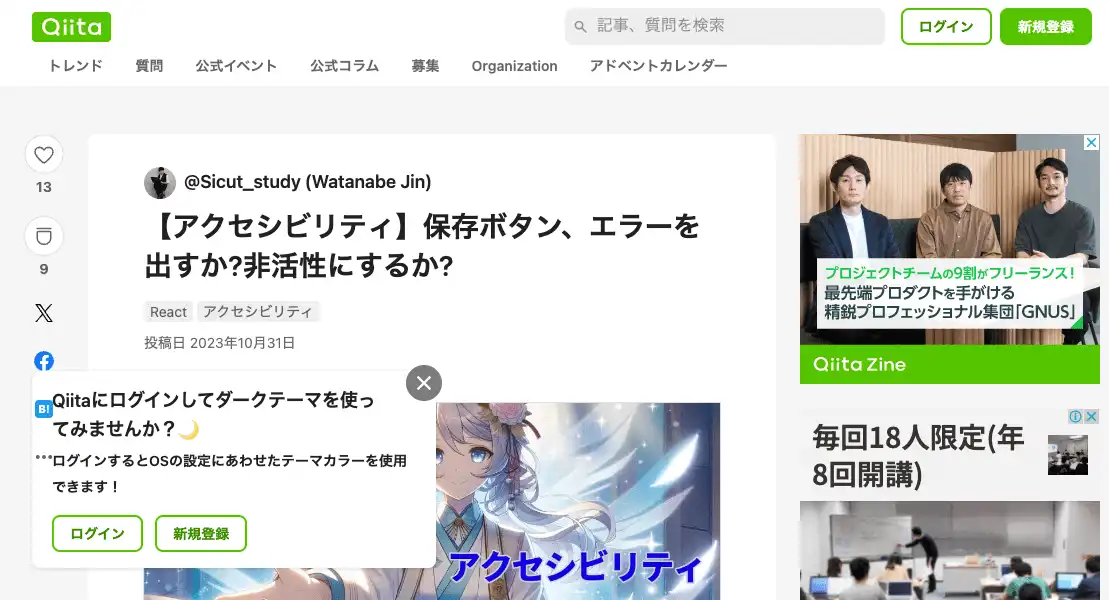 Qiita
記事、質問を検索
ログイン
新規登録
トレンド
質問
公式イベント
公式コラム
募集
Organization
アドベントカレンダー
13
9
@Sicut_study (Watanabe Jin)
【アクセシビリティ】保存ボタン、エラーを
出すか?非活性にするか?
React
アクセシビリティ
投稿日 2023年10月31日
B!
Qiitaにログインしてダークテーマを使っ
てみませんか？🌙
ログインするとOSの設定にあわせたテーマカラーを使用
できます！
ログイン
新規登録
アクセシビリティ
プロジェクトチームの9割がフリーランス！
最先端プロダクトを手がける
精鋭プロフェッショナル集団「GNUS」
Qiita Zine
毎回18人限定(年
8回開講)